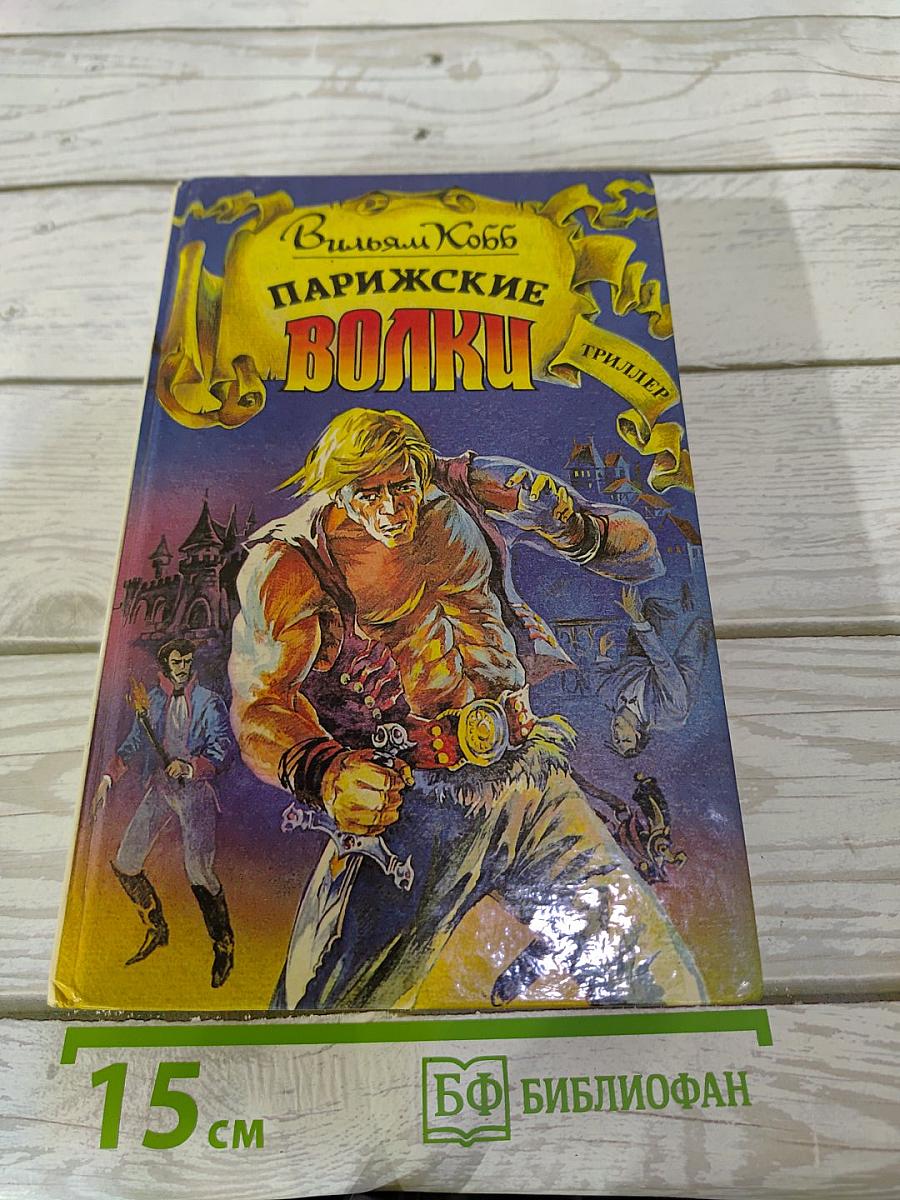 Вильям Кобб
ПАРИЖСКИЕ
ВОЛКИ
ТРИЛЛЕР
15 см
БФ БИБЛИОФАН